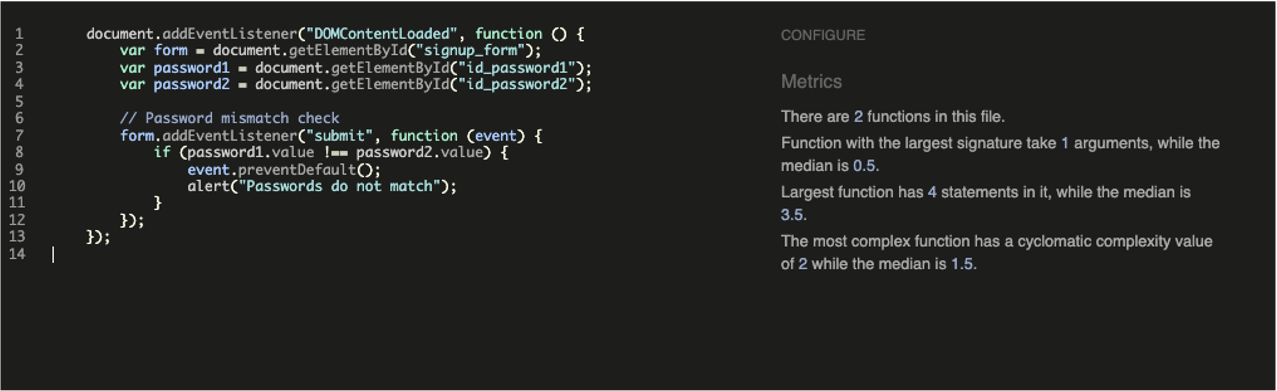 1 document.addEventListener("DOMContentLoaded", function () {
2 var form = document.getElementById("signup_form");
3 var password1 = document.getElementById("id_password1");
4 var password2 = document.getElementById("id_password2");
5
6 // Password mismatch check
7 form.addEventListener("submit", function (event) {
8 if (password1.value !== password2.value) {
9 event.preventDefault();
10 alert("Passwords do not match");
11 }
12 });
13 });
14
CONFIGURE
Metrics
There are 2 functions in this file.
Function with the largest signature take 1 arguments, while the
median is 0.5.
Largest function has 4 statements in it, while the median is
3.5.
The most complex function has a cyclomatic complexity value
of 2 while the median is 1.5.